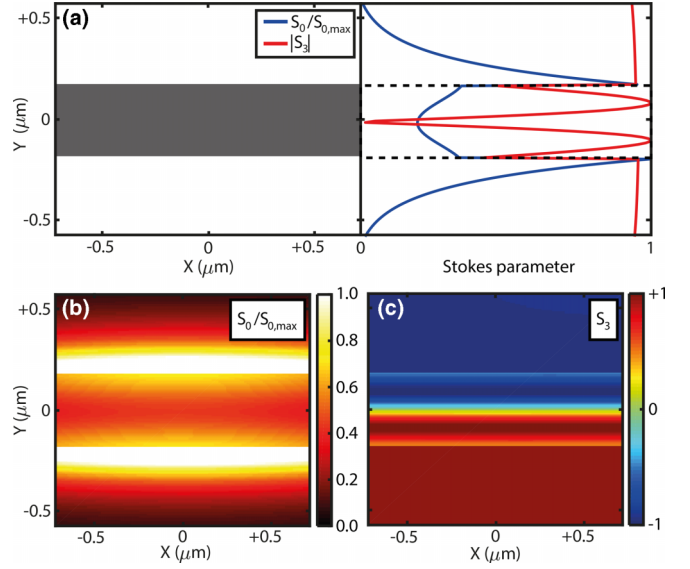 (a)
S0/S0,max
|S3|
+0.5
0
-0.5
Y (μm)
-0.5
0
+0.5
X (μm)
0
1
Stokes parameter
(b)
S0/S0,max
+0.5
0
-0.5
Y (μm)
-0.5
0
+0.5
X (μm)
1.0
0.8
0.6
0.4
0.2
0.0
(c)
S3
-0.5
0
+0.5
X (μm)
+1
0
-1